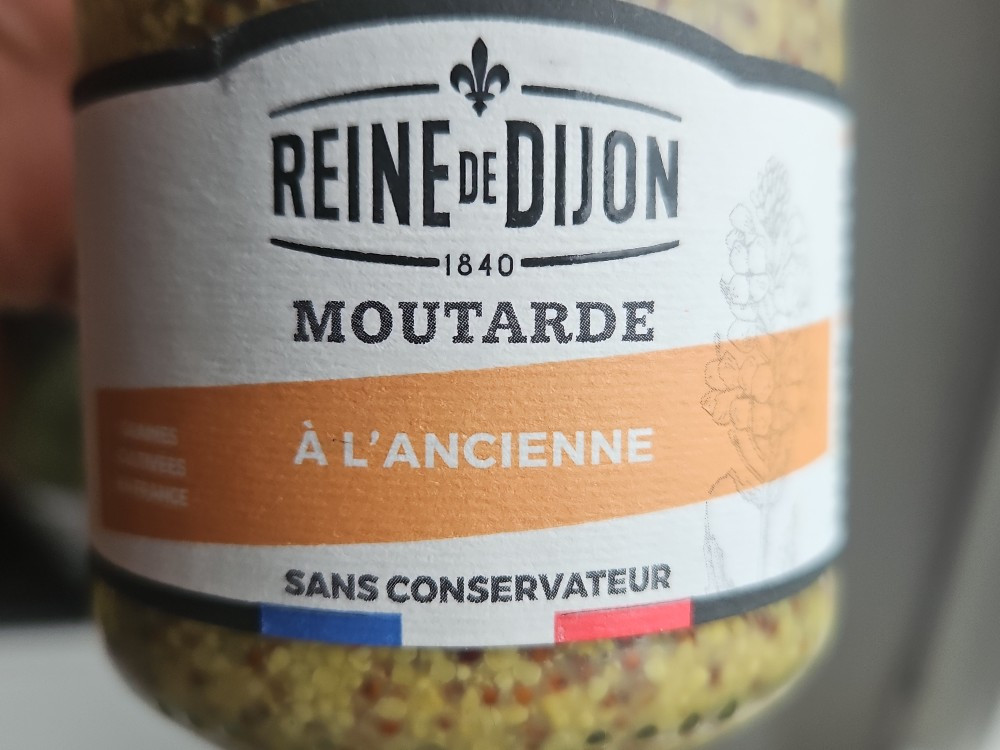 REINE DE DIJON
1840
MOUTARDE
À L'ANCIENNE
SANS CONSERVATEUR